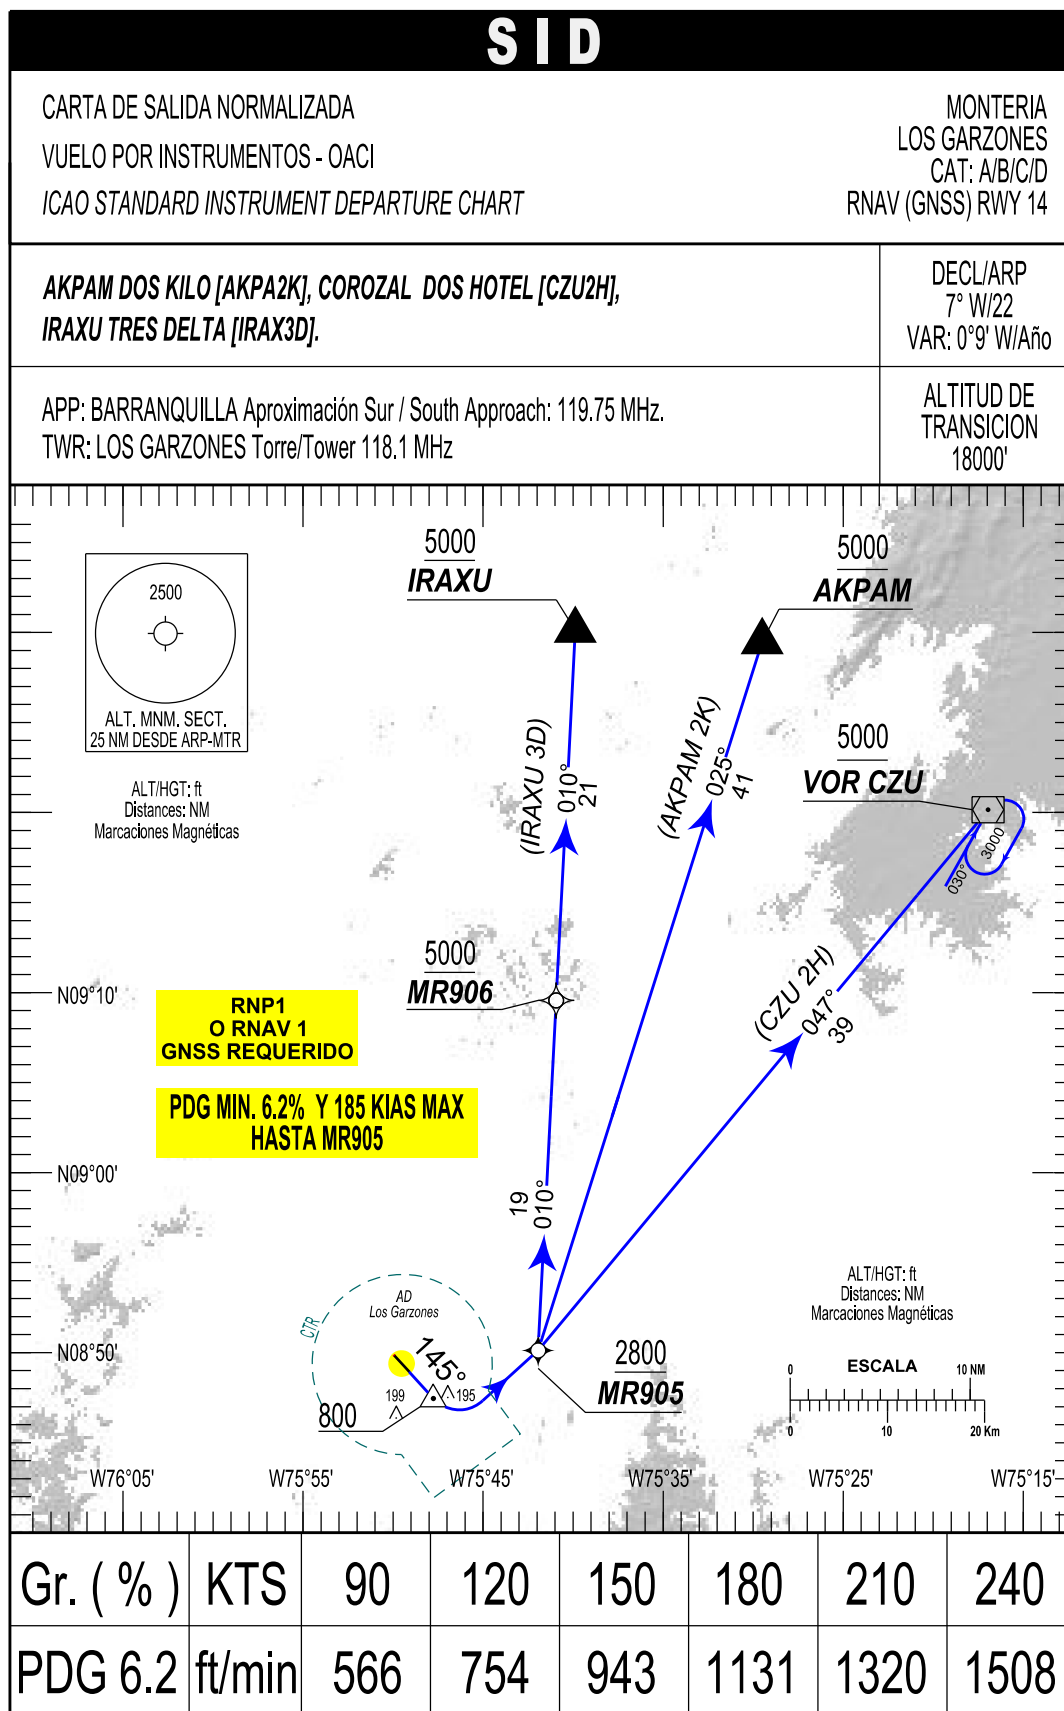 SID
CARTA DE SALIDA NORMALIZADA
VUELO POR INSTRUMENTOS - OACI
ICAO STANDARD INSTRUMENT DEPARTURE CHART
MONTERIA
LOS GARZONES
CAT: A/B/C/D
RNAV (GNSS) RWY 14
AKPAM DOS KILO [AKPA2K], COROZAL DOS HOTEL [CZU2H],
IRAXU TRES DELTA [IRAX3D].
DECL/ARP
7° W/22
VAR: 0°9' W/Año
APP: BARRANQUILLA Aproximación Sur / South Approach: 119.75 MHz.
TWR: LOS GARZONES Torre/Tower 118.1 MHz
ALTITUD DE
TRANSICION
18000'
2500
ALT. MNM. SECT.
25 NM DESDE ARP-MTR
ALT/HGT: ft
Distances: NM
Marcaciones Magnéticas
5000
IRAXU
5000
AKPAM
(IRAXU 3D)
010°
21
(AKPAM 2K)
025°
41
5000
VOR CZU
3000
030°
5000
MR906
(CZU 2H)
047°
39
N09°10'
RNP1
O RNAV 1
GNSS REQUERIDO
PDG MIN. 6.2% Y 185 KIAS MAX
HASTA MR905
N09°00'
19
010°
AD
Los Garzones
CTR
N08°50'
145°
199
195
800
2800
MR905
ALT/HGT: ft
Distances: NM
Marcaciones Magnéticas
0 ESCALA 10 NM
0 10 20 Km
W76°05' W75°55' W75°45' W75°35' W75°25' W75°15'
Gr. ( % ) KTS 90 120 150 180 210 240
PDG 6.2 ft/min 566 754 943 1131 1320 1508